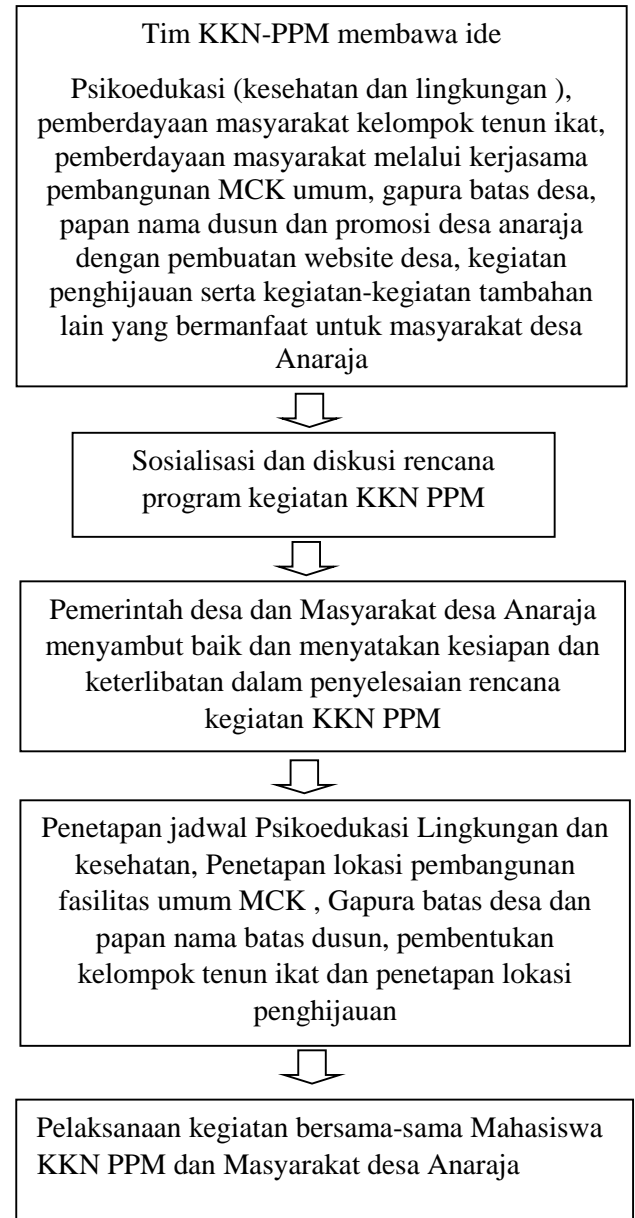 Tim KKN-PPM membawa ide
Psikoedukasi (kesehatan dan lingkungan ),
pemberdayaan masyarakat kelompok tenun ikat,
pemberdayaan masyarakat melalui kerjasama
pembangunan MCK umum, gapura batas desa,
papan nama dusun dan promosi desa anaraja
dengan pembuatan website desa, kegiatan
penghijauan serta kegiatan-kegiatan tambahan
lain yang bermanfaat untuk masyarakat desa
Anaraja
Sosialisasi dan diskusi rencana
program kegiatan KKN PPM
Pemerintah desa dan Masyarakat desa Anaraja
menyambut baik dan menyatakan kesiapan dan
keterlibatan dalam penyelesaian rencana
kegiatan KKN PPM
Penetapan jadwal Psikoedukasi Lingkungan dan
kesehatan, Penetapan lokasi pembangunan
fasilitas umum MCK , Gapura batas desa dan
papan nama batas dusun, pembentukan
kelompok tenun ikat dan penetapan lokasi
penghijauan
Pelaksanaan kegiatan bersama-sama Mahasiswa
KKN PPM dan Masyarakat desa Anaraja